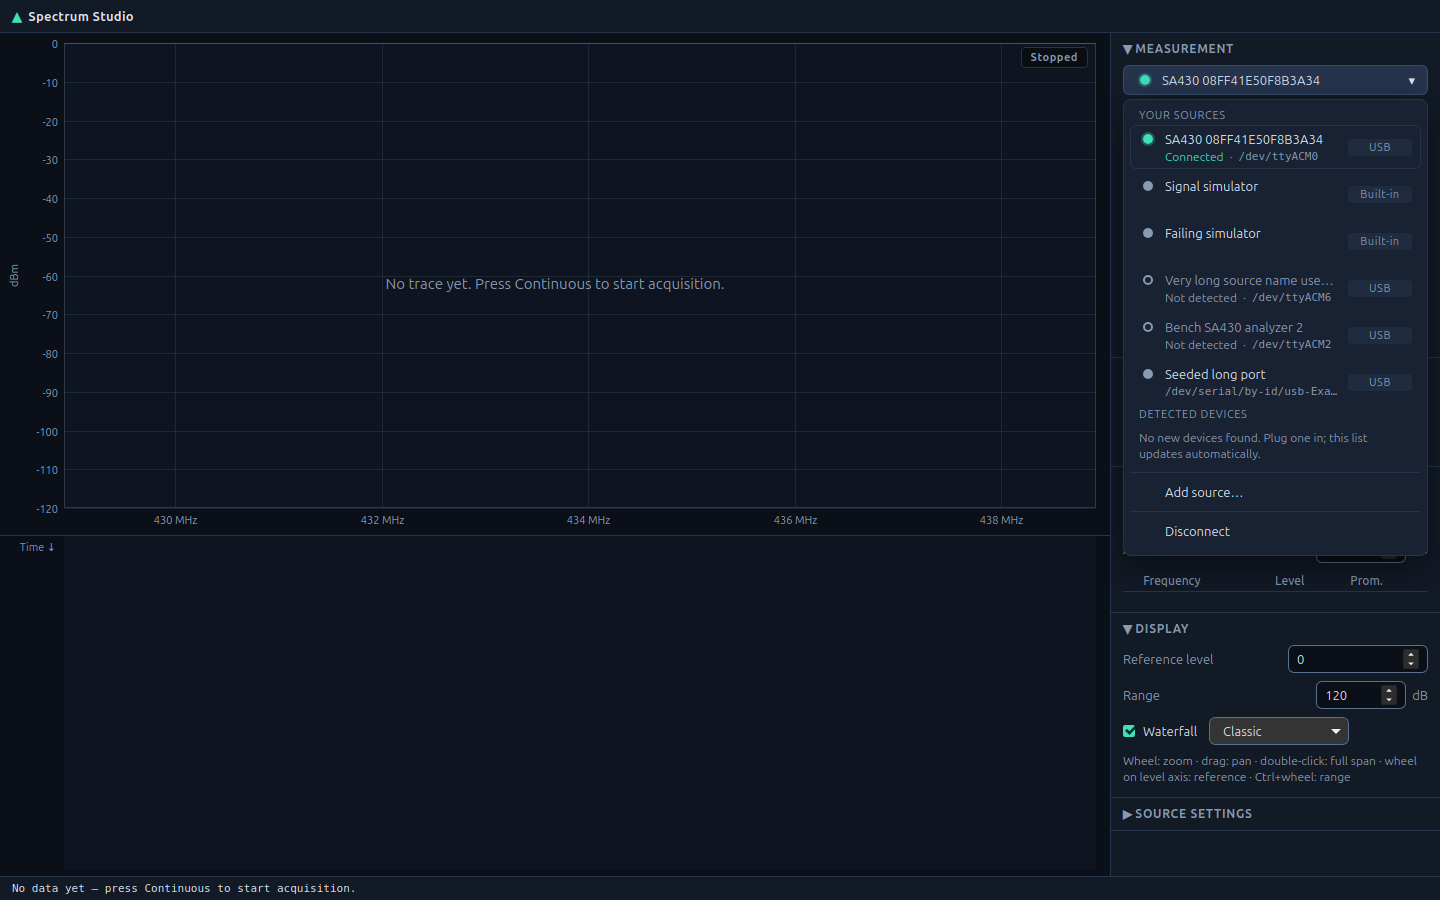 Spectrum Studio
0
-10
-20
-30
-40
-50
-60
-70
-80
-90
-100
-110
-120
dBm
Stopped
No trace yet. Press Continuous to start acquisition.
430 MHz
432 MHz
434 MHz
436 MHz
438 MHz
Time ↓
▼ MEASUREMENT
SA430 08FF41E50F8B3A34 ▼
YOUR SOURCES
SA430 08FF41E50F8B3A34 USB
Connected · /dev/ttyACM0
Signal simulator Built-in
Failing simulator Built-in
Very long source name use… USB
Not detected · /dev/ttyACM6
Bench SA430 analyzer 2 USB
Not detected · /dev/ttyACM2
Seeded long port USB
/dev/serial/by-id/usb-Exa…
DETECTED DEVICES
No new devices found. Plug one in; this list
updates automatically.
Add source…
Disconnect
Frequency Level Prom.
▼ DISPLAY
Reference level 0
Range 120 dB
Waterfall Classic
Wheel: zoom · drag: pan · double-click: full span · wheel
on level axis: reference · Ctrl+wheel: range
▶ SOURCE SETTINGS
No data yet — press Continuous to start acquisition.